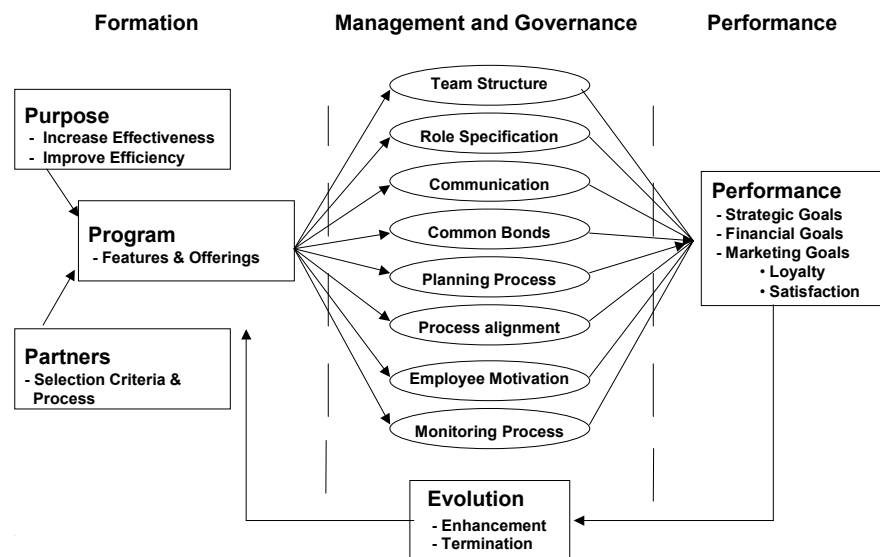 Formation
Management and Governance
Performance
Purpose
- Increase Effectiveness
- Improve Efficiency
Program
- Features & Offerings
Partners
- Selection Criteria &
Process
Team Structure
Role Specification
Communication
Common Bonds
Planning Process
Process alignment
Employee Motivation
Monitoring Process
Performance
- Strategic Goals
- Financial Goals
- Marketing Goals
• Loyalty
• Satisfaction
Evolution
- Enhancement
- Termination